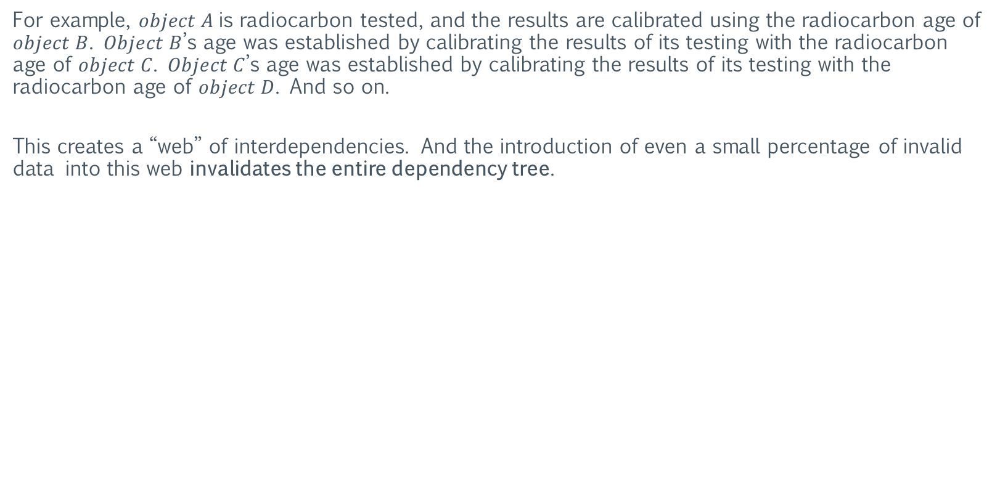 For example, object A is radiocarbon tested, and the results are calibrated using the radiocarbon age of
object B. Object B’s age was established by calibrating the results of its testing with the radiocarbon
age of object C. Object C’s age was established by calibrating the results of its testing with the
radiocarbon age of object D. And so on.
This creates a “web” of interdependencies. And the introduction of even a small percentage of invalid
data into this web invalidates the entire dependency tree.